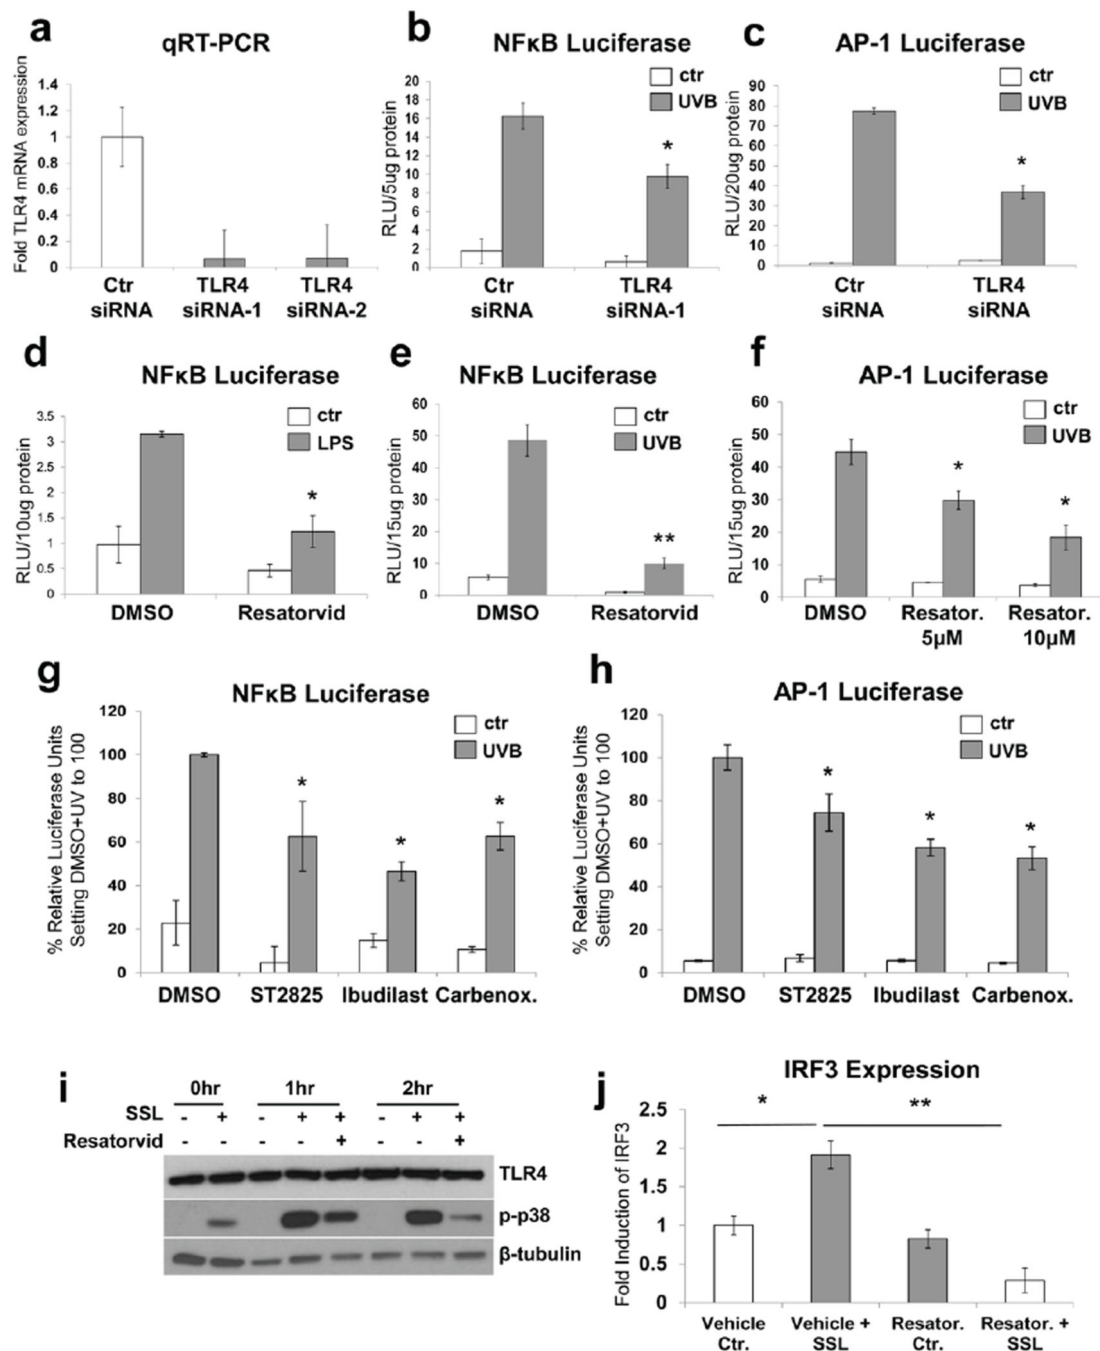 a
qRT-PCR
Fold TLR4 mRNA expression
1.4
1.2
1
0.8
0.6
0.4
0.2
0
Ctr siRNA
TLR4 siRNA-1
TLR4 siRNA-2
b
NFκB Luciferase
ctr
UVB
RLU/5ug protein
20
18
16
14
12
10
8
6
4
2
0
*
Ctr siRNA
TLR4 siRNA-1
c
AP-1 Luciferase
ctr
UVB
RLU/20ug protein
90
80
70
60
50
40
30
20
10
0
*
Ctr siRNA
TLR4 siRNA
d
NFκB Luciferase
ctr
LPS
RLU/10ug protein
3.5
3
2.5
2
1.5
1
0.5
0
*
DMSO
Resatorvid
e
NFκB Luciferase
ctr
UVB
RLU/15ug protein
60
50
40
30
20
10
0
**
DMSO
Resatorvid
f
AP-1 Luciferase
ctr
UVB
RLU/15ug protein
60
50
40
30
20
10
0
*
*
DMSO
Resator. 5µM
Resator. 10µM
g
NFκB Luciferase
ctr
UVB
% Relative Luciferase Units
Setting DMSO+UV to 100
120
100
80
60
40
20
0
*
*
*
DMSO
ST2825
Ibudilast
Carbenox.
h
AP-1 Luciferase
ctr
UVB
% Relative Luciferase Units
Setting DMSO+UV to 100
120
100
80
60
40
20
0
*
*
*
DMSO
ST2825
Ibudilast
Carbenox.
i
0hr 1hr 2hr
SSL - + - + + - + +
Resatorvid - - - - + - - +
TLR4
p-p38
β-tubulin
j
IRF3 Expression
Fold Induction of IRF3
2.5
2
1.5
1
0.5
0
*
**
Vehicle Ctr.
Vehicle + SSL
Resator. Ctr.
Resator. + SSL